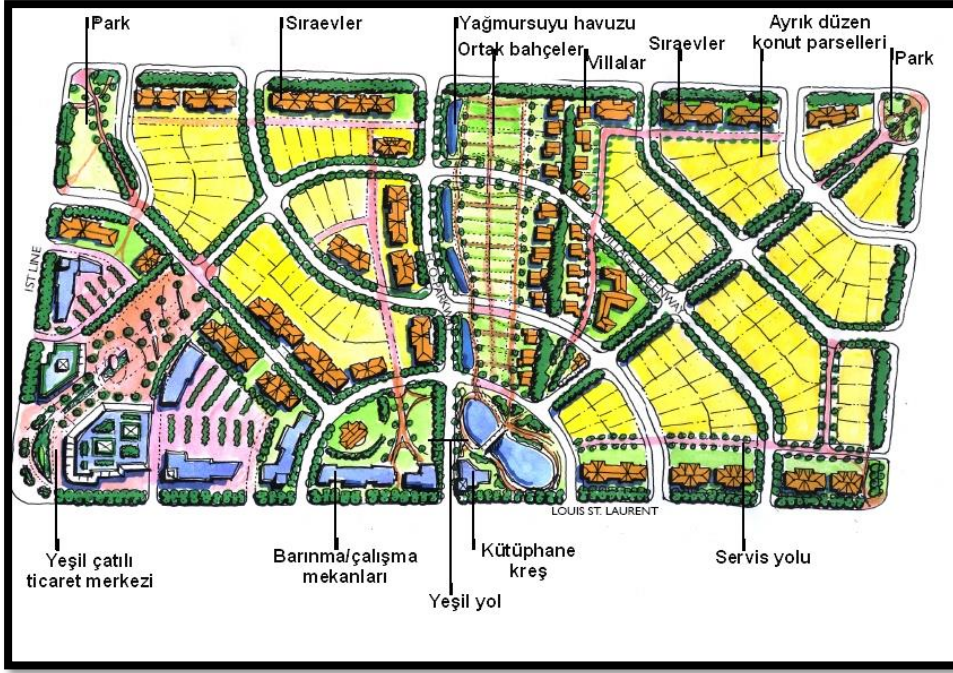 Park
Sıraevler
Yağmursuyu havuzu
Ortak bahçeler
Villalar
Sıraevler
Ayrık düzen
konut parselleri
Park
1ST LINE
LOUIS ST. LAURENT
Yeşil çatılı
ticaret merkezi
Barınma/çalışma
mekanları
Yeşil yol
Kütüphane
kreş
Servis yolu